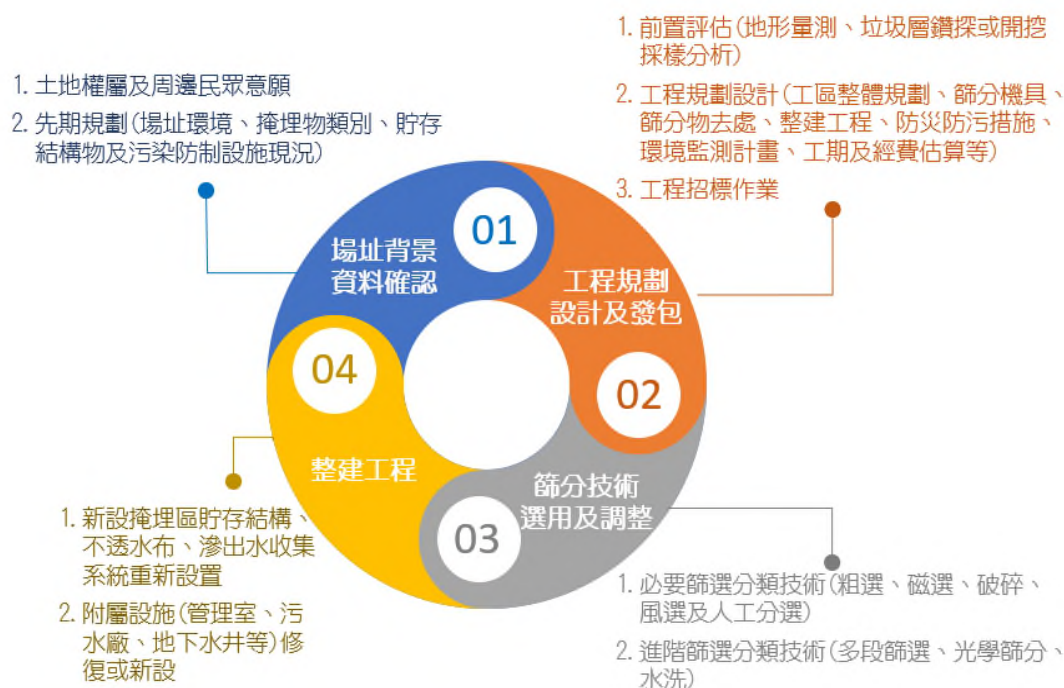 1. 土地權屬及周邊民眾意願
2. 先期規劃(場址環境、掩埋物類別、貯存
結構物及污染防制設施現況)
01
場址背景
資料確認
1. 前置評估(地形量測、垃圾層鑽探或開挖
採樣分析)
2. 工程規劃設計(工區整體規劃、篩分機具、
篩分物去處、整建工程、防災防污措施、
環境監測計畫、工期及經費估算等)
3. 工程招標作業
工程規劃
設計及發包
02
篩分技術
選用及調整
03
1. 必要篩選分類技術(粗選、磁選、破碎、
風選及人工分選)
2. 進階篩選分類技術(多段篩選、光學篩分、
水洗)
04
整建工程
1. 新設掩埋區貯存結構、
不透水布、滲出水收集
系統重新設置
2. 附屬設施(管理室、污
水廠、地下水井等)修
復或新設